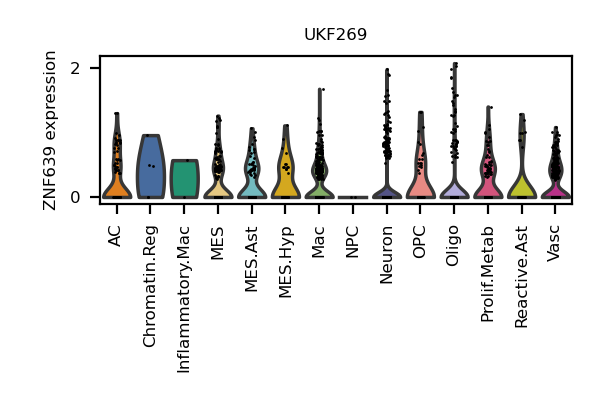 UKF269
ZNF639 expression
2
0
AC
Chromatin.Reg
Inflammatory.Mac
MES
MES.Ast
MES.Hyp
Mac
NPC
Neuron
OPC
Oligo
Prolif.Metab
Reactive.Ast
Vasc